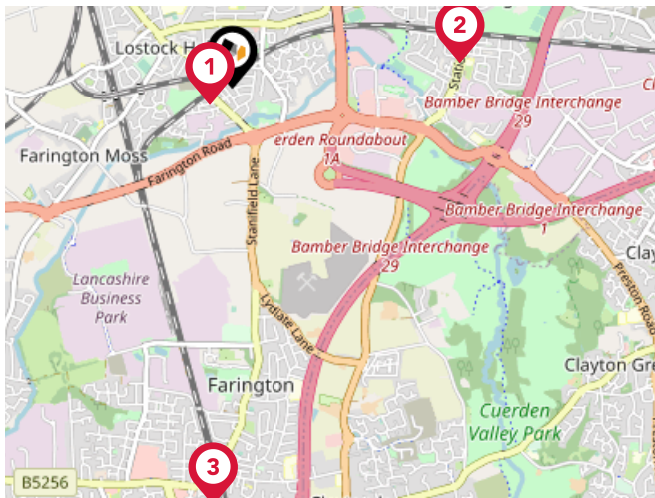 Lostock H
1
2
Stati
Bamber Bridge Interchange
29
erden Roundabout
1A
Farington Moss
Farington Road
Stanifield Lane
Bamber Bridge Interchange
1
Bamber Bridge Interchange
29
Clay
Lancashire
Business
Park
Preston Road
Lydiate Lane
Farington
Clayton Gre
Cuerden
Valley Park
3
B5256